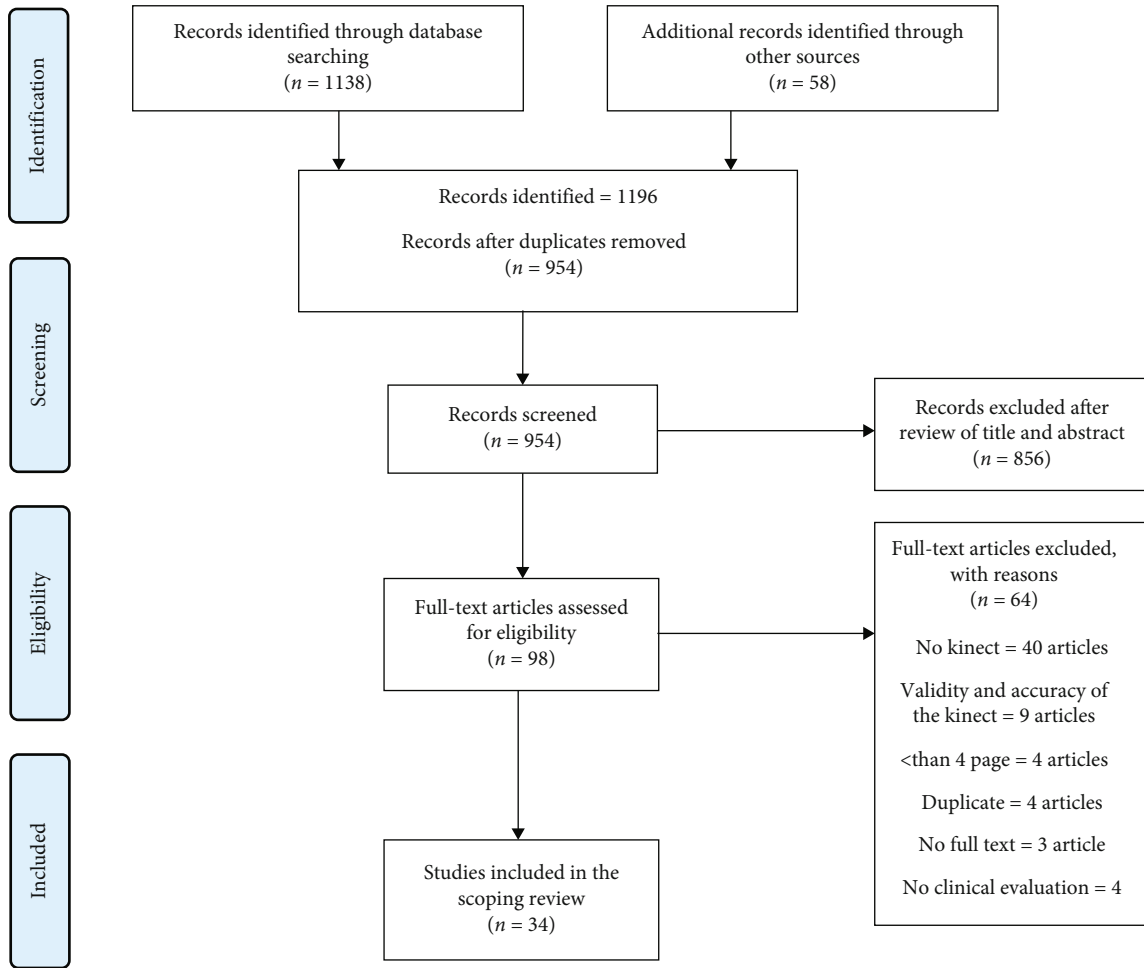 Identification
Records identified through database
searching
(n = 1138)
Additional records identified through
other sources
(n = 58)
Records identified = 1196
Records after duplicates removed
(n = 954)
Screening
Records screened
(n = 954)
Records excluded after
review of title and abstract
(n = 856)
Eligibility
Full-text articles assessed
for eligibility
(n = 98)
Full-text articles excluded,
with reasons
(n = 64)
No kinect = 40 articles
Validity and accuracy of
the kinect = 9 articles
<than 4 page = 4 articles
Duplicate = 4 articles
No full text = 3 article
No clinical evaluation = 4
Included
Studies included in the
scoping review
(n = 34)